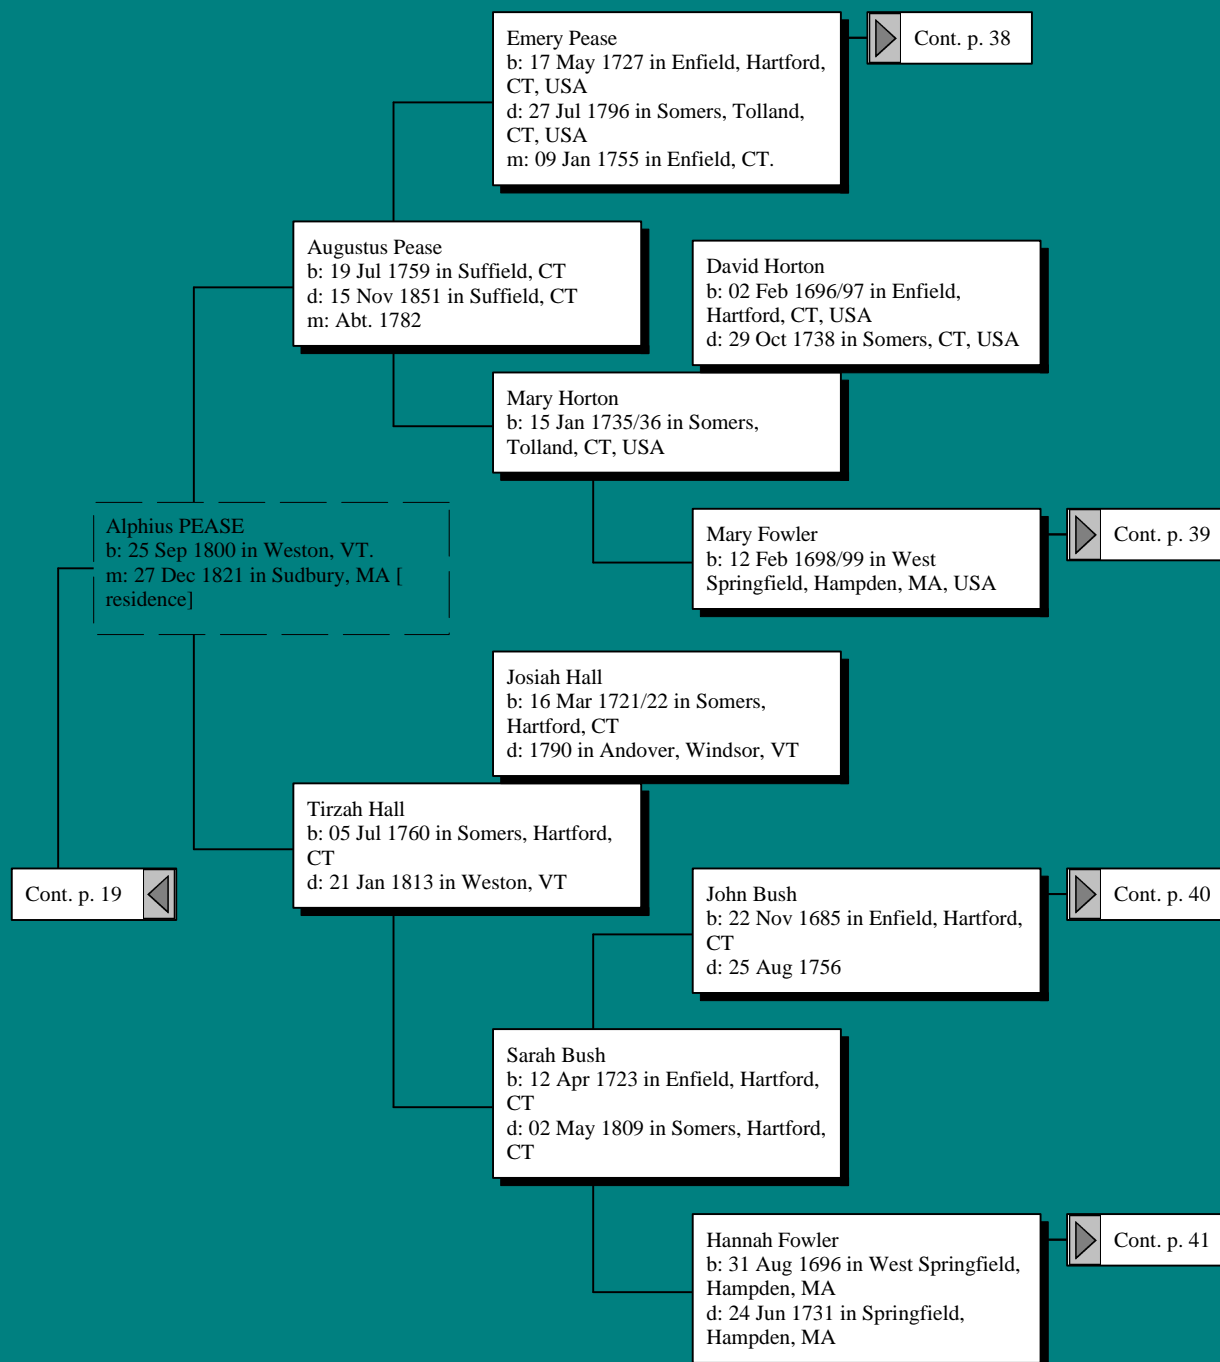 Emery Pease
b: 17 May 1727 in Enfield, Hartford,
CT, USA
d: 27 Jul 1796 in Somers, Tolland,
CT, USA
m: 09 Jan 1755 in Enfield, CT.
Cont. p. 38
Augustus Pease
b: 19 Jul 1759 in Suffield, CT
d: 15 Nov 1851 in Suffield, CT
m: Abt. 1782
David Horton
b: 02 Feb 1696/97 in Enfield,
Hartford, CT, USA
d: 29 Oct 1738 in Somers, CT, USA
Mary Horton
b: 15 Jan 1735/36 in Somers,
Tolland, CT, USA
Alphius PEASE
b: 25 Sep 1800 in Weston, VT.
m: 27 Dec 1821 in Sudbury, MA [
residence]
Mary Fowler
b: 12 Feb 1698/99 in West
Springfield, Hampden, MA, USA
Cont. p. 39
Josiah Hall
b: 16 Mar 1721/22 in Somers,
Hartford, CT
d: 1790 in Andover, Windsor, VT
Tirzah Hall
b: 05 Jul 1760 in Somers, Hartford,
CT
d: 21 Jan 1813 in Weston, VT
Cont. p. 19
John Bush
b: 22 Nov 1685 in Enfield, Hartford,
CT
d: 25 Aug 1756
Cont. p. 40
Sarah Bush
b: 12 Apr 1723 in Enfield, Hartford,
CT
d: 02 May 1809 in Somers, Hartford,
CT
Hannah Fowler
b: 31 Aug 1696 in West Springfield,
Hampden, MA
d: 24 Jun 1731 in Springfield,
Hampden, MA
Cont. p. 41